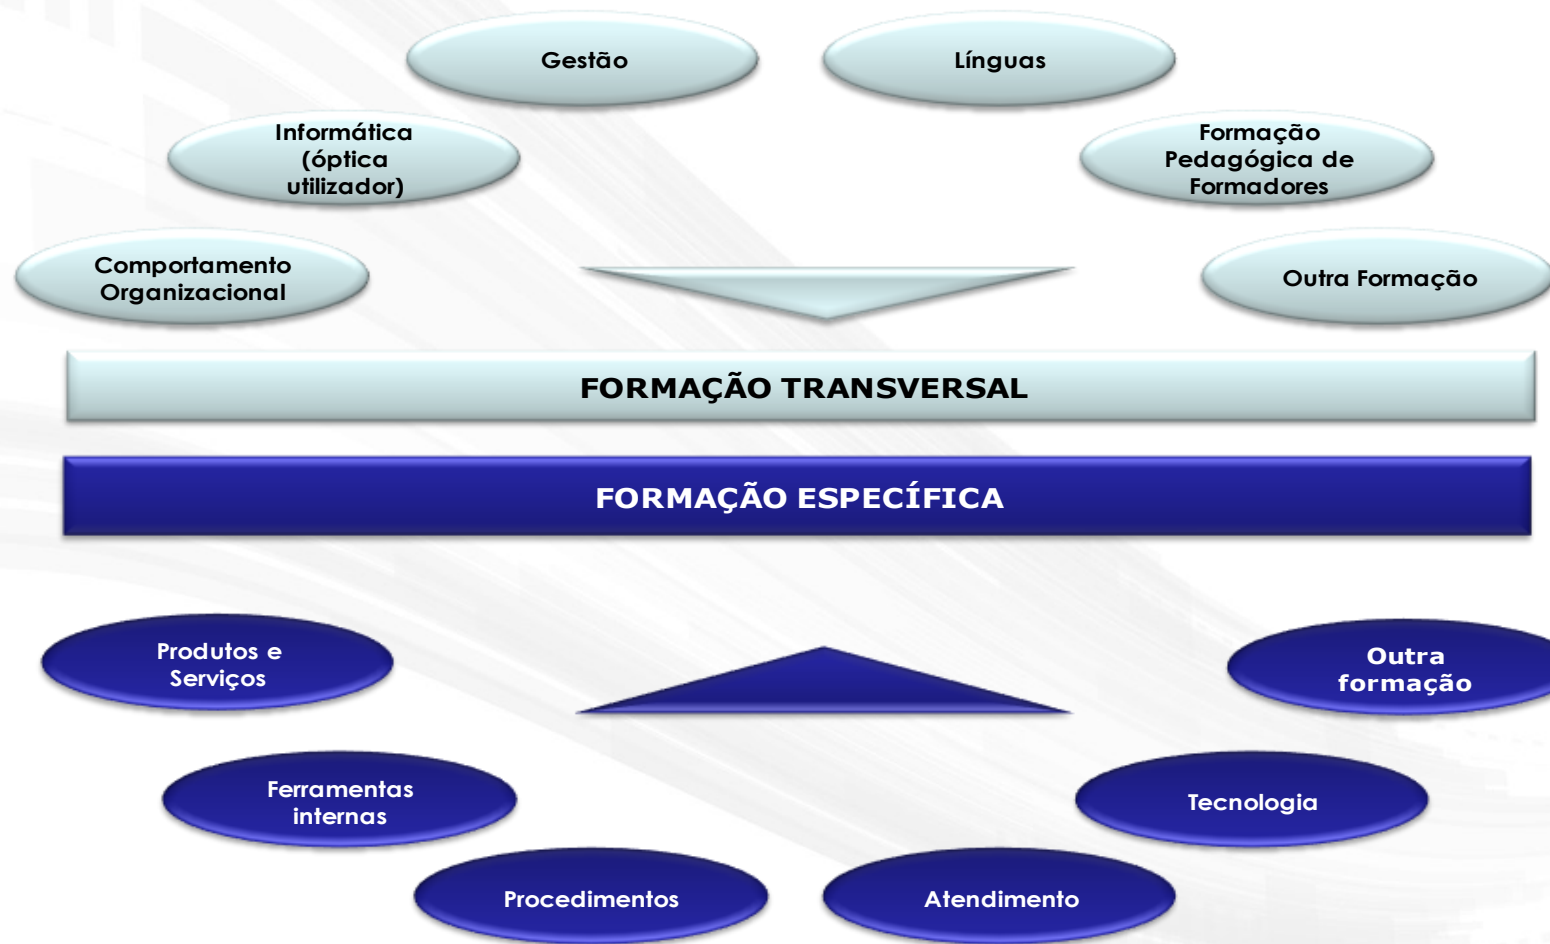 Gestão
Línguas
Informática
(óptica
utilizador)
Formação
Pedagógica de
Formadores
Comportamento
Organizacional
Outra Formação
FORMAÇÃO TRANSVERSAL
FORMAÇÃO ESPECÍFICA
Produtos e
Serviços
Outra
formação
Ferramentas
internas
Tecnologia
Procedimentos
Atendimento